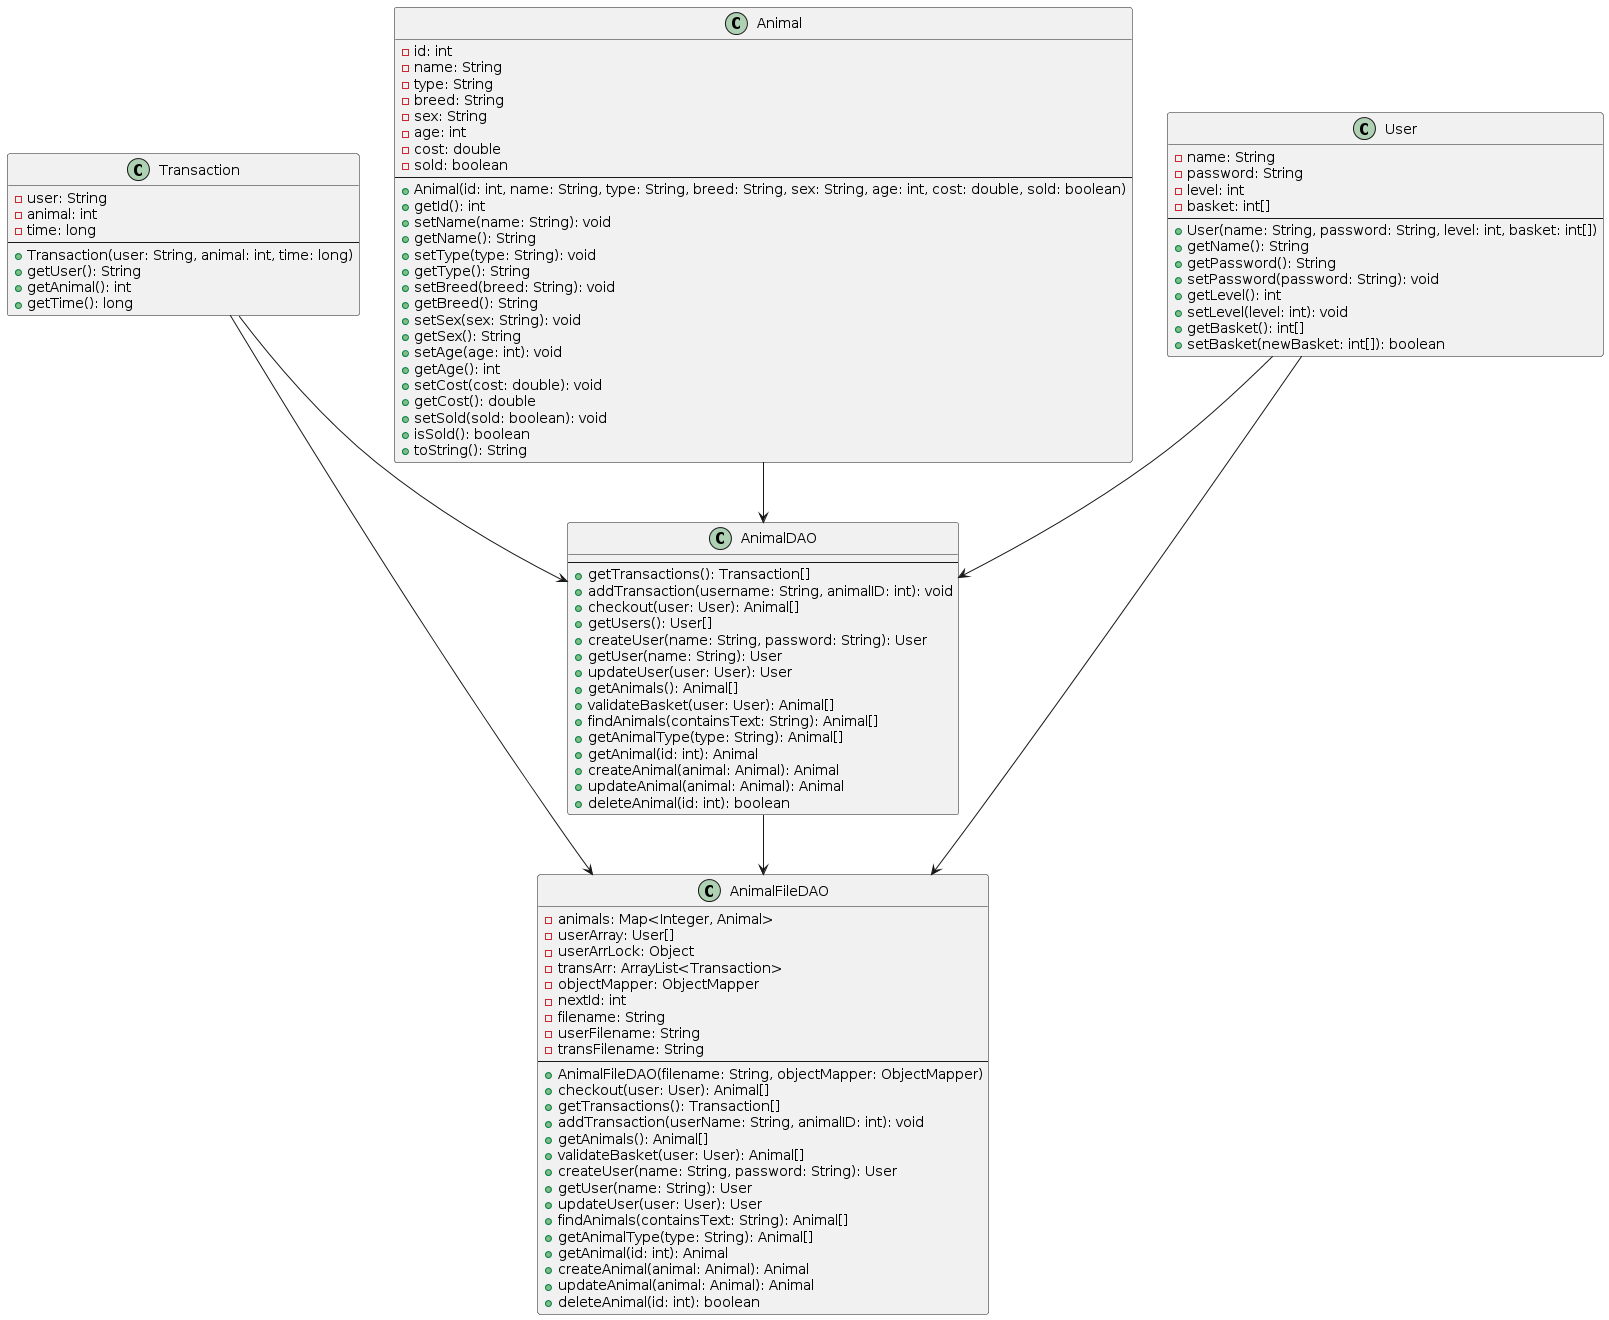 C Animal
id: int
name: String
type: String
breed: String
sex: String
age: int
cost: double
sold: boolean
Animal(id: int, name: String, type: String, breed: String, sex: String, age: int, cost: double, sold: boolean)
getId(): int
setName(name: String): void
getName(): String
setType(type: String): void
getType(): String
setBreed(breed: String): void
getBreed(): String
setSex(sex: String): void
getSex(): String
setAge(age: int): void
getAge(): int
setCost(cost: double): void
getCost(): double
setSold(sold: boolean): void
isSold(): boolean
toString(): String
C Transaction
user: String
animal: int
time: long
Transaction(user: String, animal: int, time: long)
getUser(): String
getAnimal(): int
getTime(): long
C User
name: String
password: String
level: int
basket: int[]
User(name: String, password: String, level: int, basket: int[])
getName(): String
getPassword(): String
setPassword(password: String): void
getLevel(): int
setLevel(level: int): void
getBasket(): int[]
setBasket(newBasket: int[]): boolean
C AnimalDAO
getTransactions(): Transaction[]
addTransaction(username: String, animalID: int): void
checkout(user: User): Animal[]
getUsers(): User[]
createUser(name: String, password: String): User
getUser(name: String): User
updateUser(user: User): User
getAnimals(): Animal[]
validateBasket(user: User): Animal[]
findAnimals(containsText: String): Animal[]
getAnimalType(type: String): Animal[]
getAnimal(id: int): Animal
createAnimal(animal: Animal): Animal
updateAnimal(animal: Animal): Animal
deleteAnimal(id: int): boolean
C AnimalFileDAO
animals: Map<Integer, Animal>
userArray: User[]
userArrLock: Object
transArr: ArrayList<Transaction>
objectMapper: ObjectMapper
nextId: int
filename: String
userFilename: String
transFilename: String
AnimalFileDAO(filename: String, objectMapper: ObjectMapper)
checkout(user: User): Animal[]
getTransactions(): Transaction[]
addTransaction(userName: String, animalID: int): void
getAnimals(): Animal[]
validateBasket(user: User): Animal[]
createUser(name: String, password: String): User
getUser(name: String): User
updateUser(user: User): User
findAnimals(containsText: String): Animal[]
getAnimalType(type: String): Animal[]
getAnimal(id: int): Animal
createAnimal(animal: Animal): Animal
updateAnimal(animal: Animal): Animal
deleteAnimal(id: int): boolean